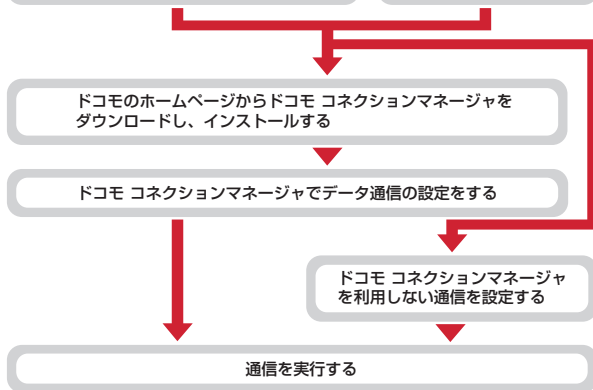 ドコモのホームページからドコモ コネクションマネージャを
ダウンロードし、インストールする
ドコモ コネクションマネージャでデータ通信の設定をする
ドコモ コネクションマネージャ
を利用しない通信を設定する
通信を実行する